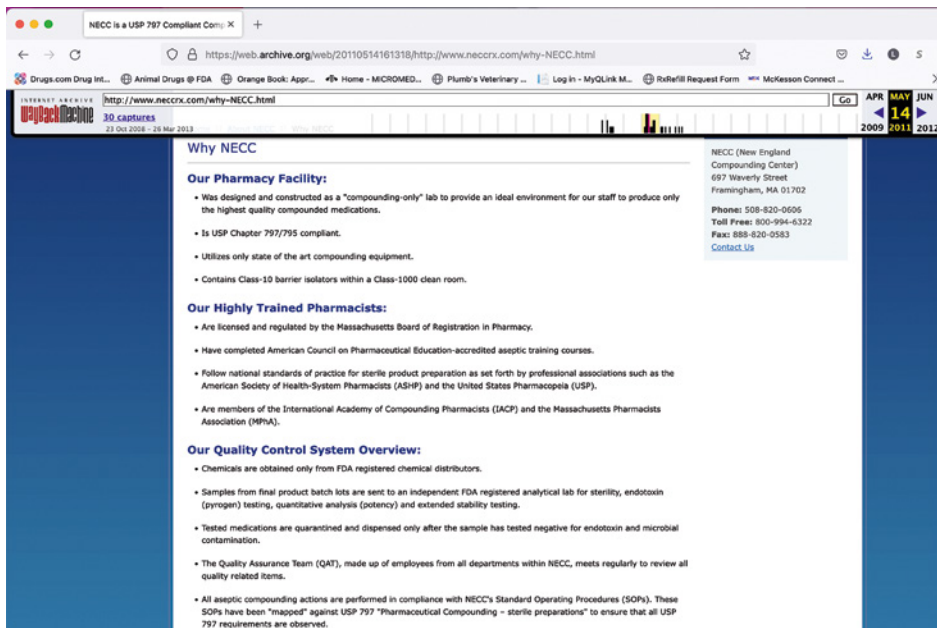 NECC is a USP 797 Compliant Comp
https://web.archive.org/web/20110514161318/http://www.neccrx.com/why-NECC.html
Drugs.com Drug Int... Animal Drugs @ FDA Orange Book: Appr... Home - MICROMED... Plumb's Veterinary ... Log in - MyQLink M... RxRefill Request Form McKesson Connect ...
INTERNET ARCHIVE
WayBackMachine
http://www.neccrx.com/why-NECC.html
Go
30 captures
23 Oct 2008 - 26 Mar 2013
APR MAY JUN
14
2009 2011 2012
Why NECC
Our Pharmacy Facility:
• Was designed and constructed as a "compounding-only" lab to provide an ideal environment for our staff to produce only
the highest quality compounded medications.
• Is USP Chapter 797/795 compliant.
• Utilizes only state of the art compounding equipment.
• Contains Class-10 barrier isolators within a Class-1000 clean room.
Our Highly Trained Pharmacists:
• Are licensed and regulated by the Massachusetts Board of Registration in Pharmacy.
• Have completed American Council on Pharmaceutical Education-accredited aseptic training courses.
• Follow national standards of practice for sterile product preparation as set forth by professional associations such as the
American Society of Health-System Pharmacists (ASHP) and the United States Pharmacopeia (USP).
• Are members of the International Academy of Compounding Pharmacists (IACP) and the Massachusetts Pharmacists
Association (MPhA).
Our Quality Control System Overview:
• Chemicals are obtained only from FDA registered chemical distributors.
• Samples from final product batch lots are sent to an independent FDA registered analytical lab for sterility, endotoxin
(pyrogen) testing, quantitative analysis (potency) and extended stability testing.
• Tested medications are quarantined and dispensed only after the sample has tested negative for endotoxin and microbial
contamination.
• The Quality Assurance Team (QAT), made up of employees from all departments within NECC, meets regularly to review all
quality related items.
• All aseptic compounding actions are performed in compliance with NECC's Standard Operating Procedures (SOPs). These
SOPs have been "mapped" against USP 797 "Pharmaceutical Compounding – sterile preparations" to ensure that all USP
797 requirements are observed.
NECC (New England
Compounding Center)
697 Waverly Street
Framingham, MA 01702
Phone: 508-820-0606
Toll Free: 800-994-6322
Fax: 888-820-0583
Contact Us